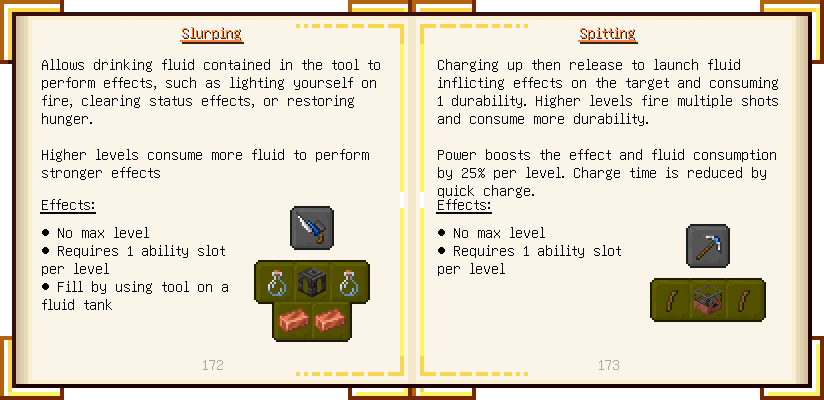 Slurping
Allows drinking fluid contained in the tool to
perform effects, such as lighting yourself on
fire, clearing status effects, or restoring
hunger.
Higher levels consume more fluid to perform
stronger effects
Effects:
● No max level
● Requires 1 ability slot
per level
● Fill by using tool on a
fluid tank
172
Spitting
Charging up then release to launch fluid
inflicting effects on the target and consuming
1 durability. Higher levels fire multiple shots
and consume more durability.
Power boosts the effect and fluid consumption
by 25% per level. Charge time is reduced by
quick charge.
Effects:
● No max level
● Requires 1 ability slot
per level
173